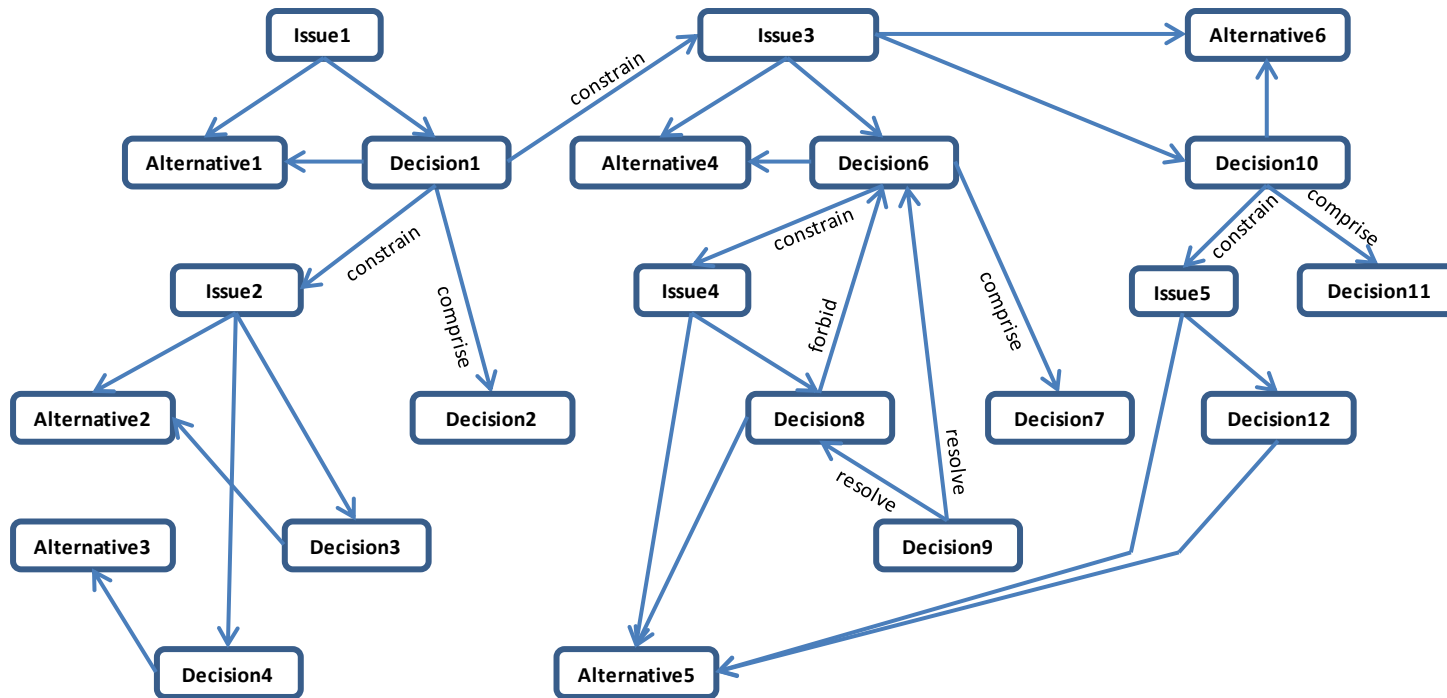 Issue1
Issue3
Alternative6
constrain
Alternative1
Decision1
Alternative4
Decision6
Decision10
constrain
constrain
constrain
comprise
Issue2
Issue4
Issue5
Decision11
comprise
forbid
comprise
Alternative2
Decision2
Decision8
Decision7
Decision12
resolve
resolve
Alternative3
Decision3
Decision9
Decision4
Alternative5